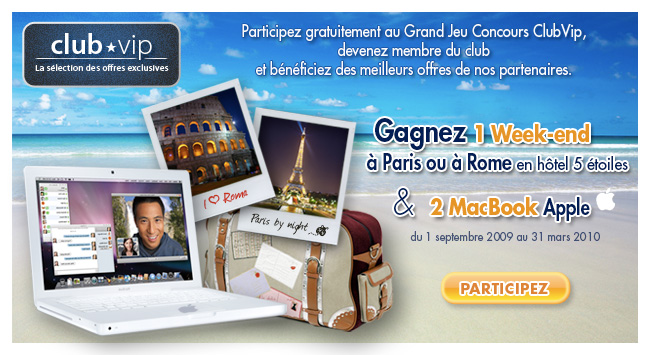 club★vip
La sélection des offres exclusives
Participez gratuitement au Grand Jeu Concours ClubVip,
devenez membre du club
et bénéficiez des meilleurs offres de nos partenaires.
Gagnez 1 Week-end
à Paris ou à Rome en hôtel 5 étoiles
& 2 MacBook Apple
du 1 septembre 2009 au 31 mars 2010
PARTICIPEZ
I ♡ Rome
Paris by night...